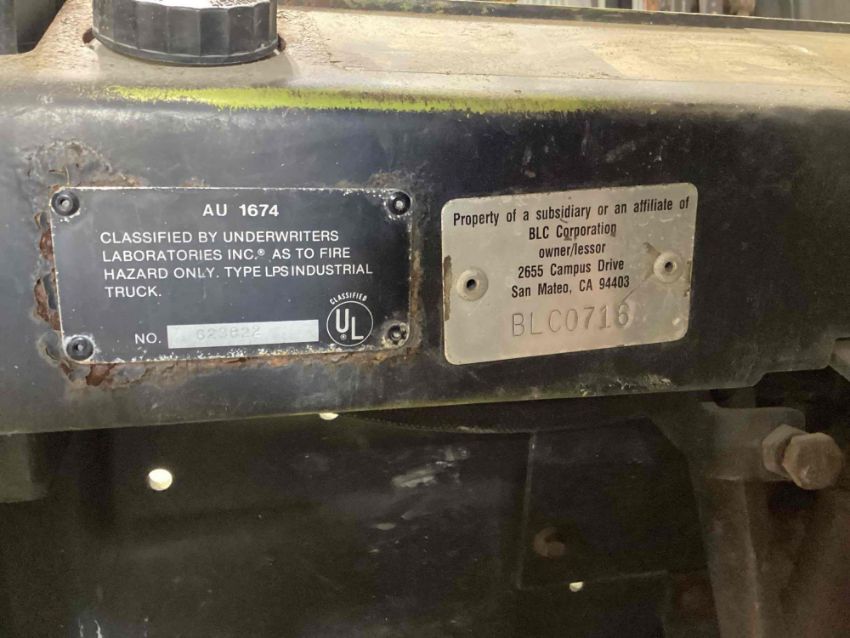 AU 1674
CLASSIFIED BY UNDERWRITERS
LABORATORIES INC.® AS TO FIRE
HAZARD ONLY. TYPE LPS INDUSTRIAL
TRUCK.
NO. 623822
CLASSIFIED
UL
Property of a subsidiary or an affiliate of
BLC Corporation
owner/lessor
2655 Campus Drive
San Mateo, CA 94403
BLC0716